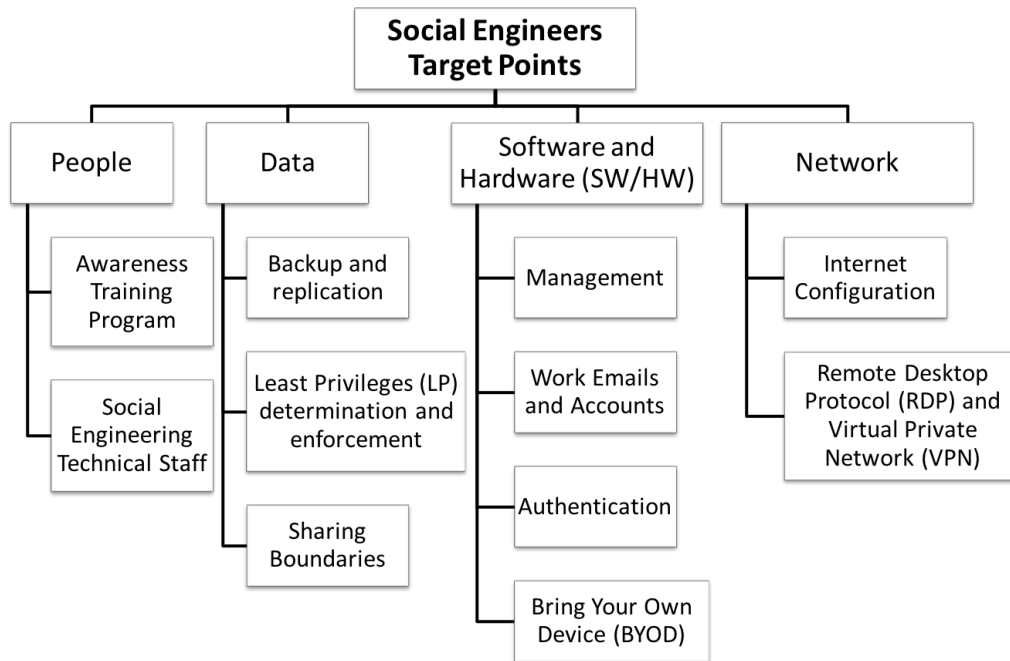 Social Engineers
Target Points
People
Data
Software and
Hardware (SW/HW)
Network
Awareness
Training
Program
Social
Engineering
Technical Staff
Backup and
replication
Least Privileges (LP)
determination and
enforcement
Sharing
Boundaries
Management
Work Emails
and Accounts
Authentication
Bring Your Own
Device (BYOD)
Internet
Configuration
Remote Desktop
Protocol (RDP) and
Virtual Private
Network (VPN)